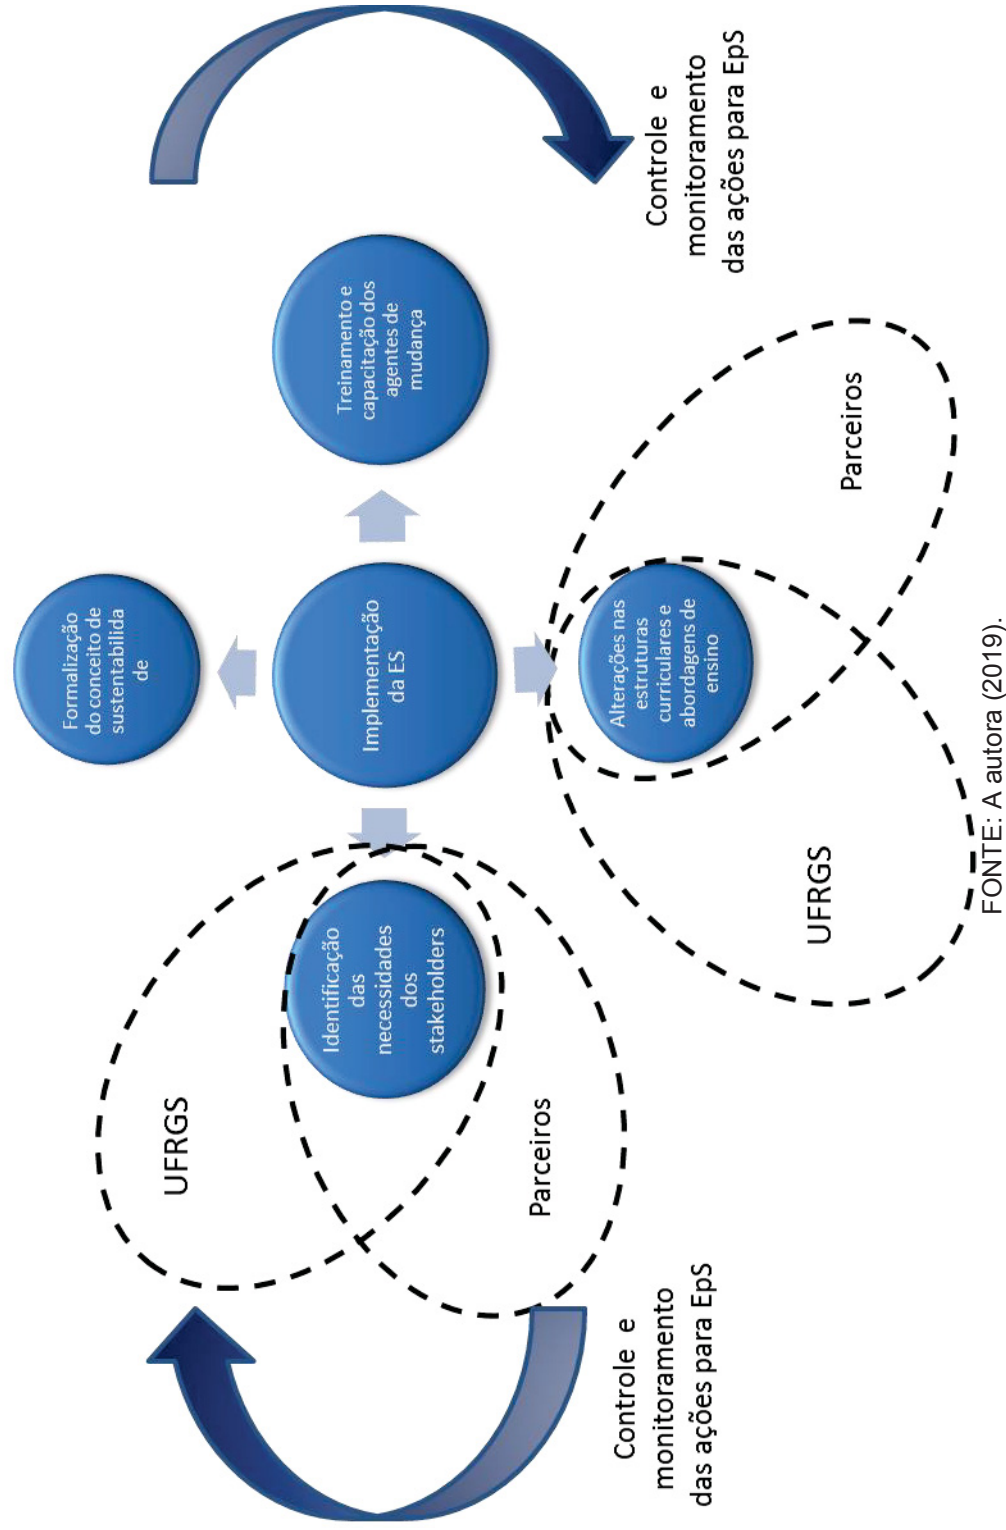 Formalização
do conceito de
sustentabilida
de
UFRGS
Identificação
das
necessidades
dos
stakeholders
Implementação
da ES
Treinamento e
capacitação dos
agentes de
mudança
Parceiros
Controle e
monitoramento
das ações para EpS
Alterações nas
estruturas
curriculares e
abordagens de
ensino
Controle e
monitoramento
das ações para EpS
UFRGS
Parceiros
FONTE: A autora (2019).